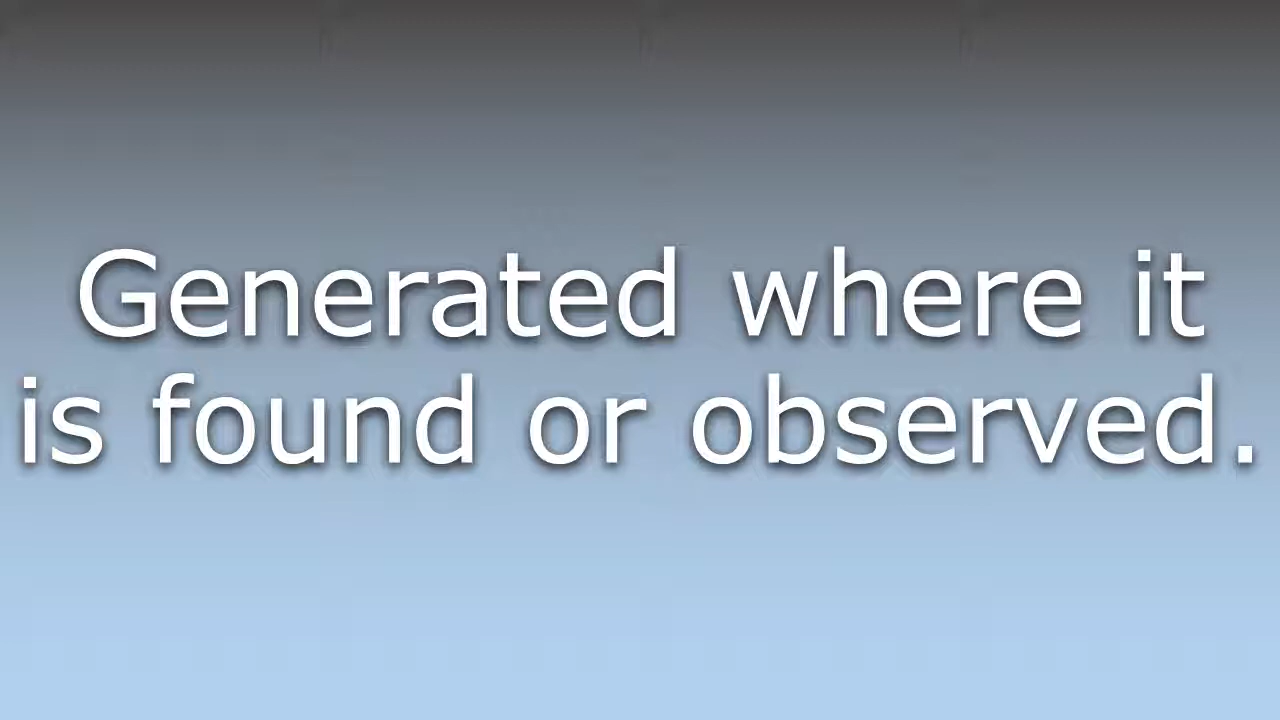 Generated where it
is found or observed.